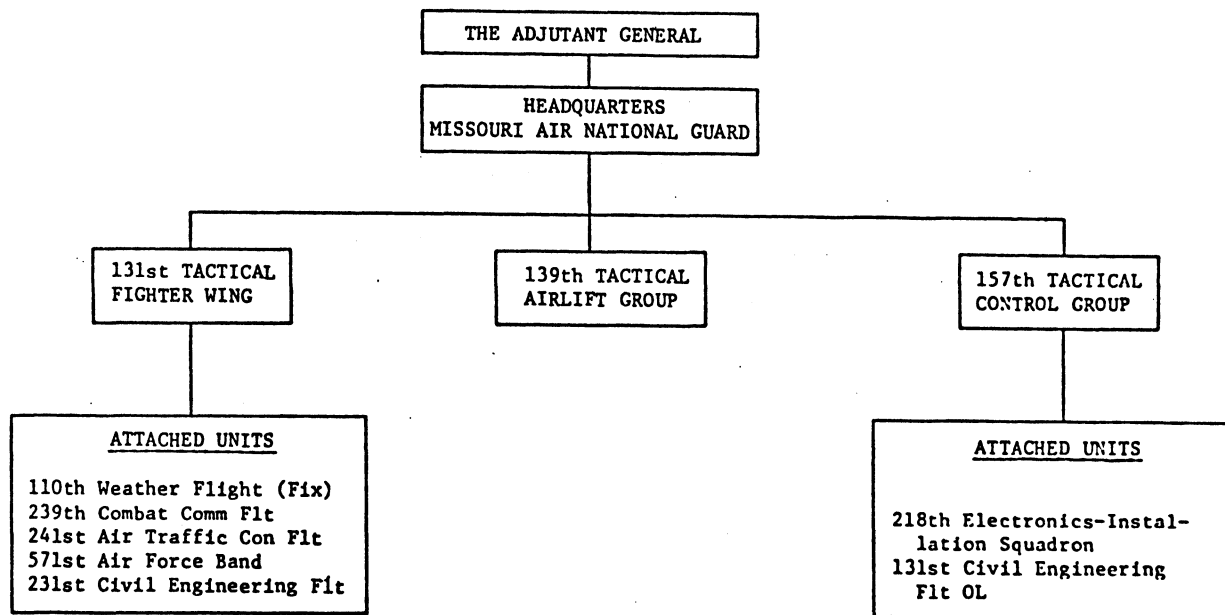 THE ADJUTANT GENERAL
HEADQUARTERS
MISSOURI AIR NATIONAL GUARD
131st TACTICAL
FIGHTER WING
139th TACTICAL
AIRLIFT GROUP
157th TACTICAL
CONTROL GROUP
ATTACHED UNITS
110th Weather Flight (Fix)
239th Combat Comm Flt
241st Air Traffic Con Flt
571st Air Force Band
231st Civil Engineering Flt
ATTACHED UNITS
218th Electronics-Instal-
lation Squadron
131st Civil Engineering
Flt OL